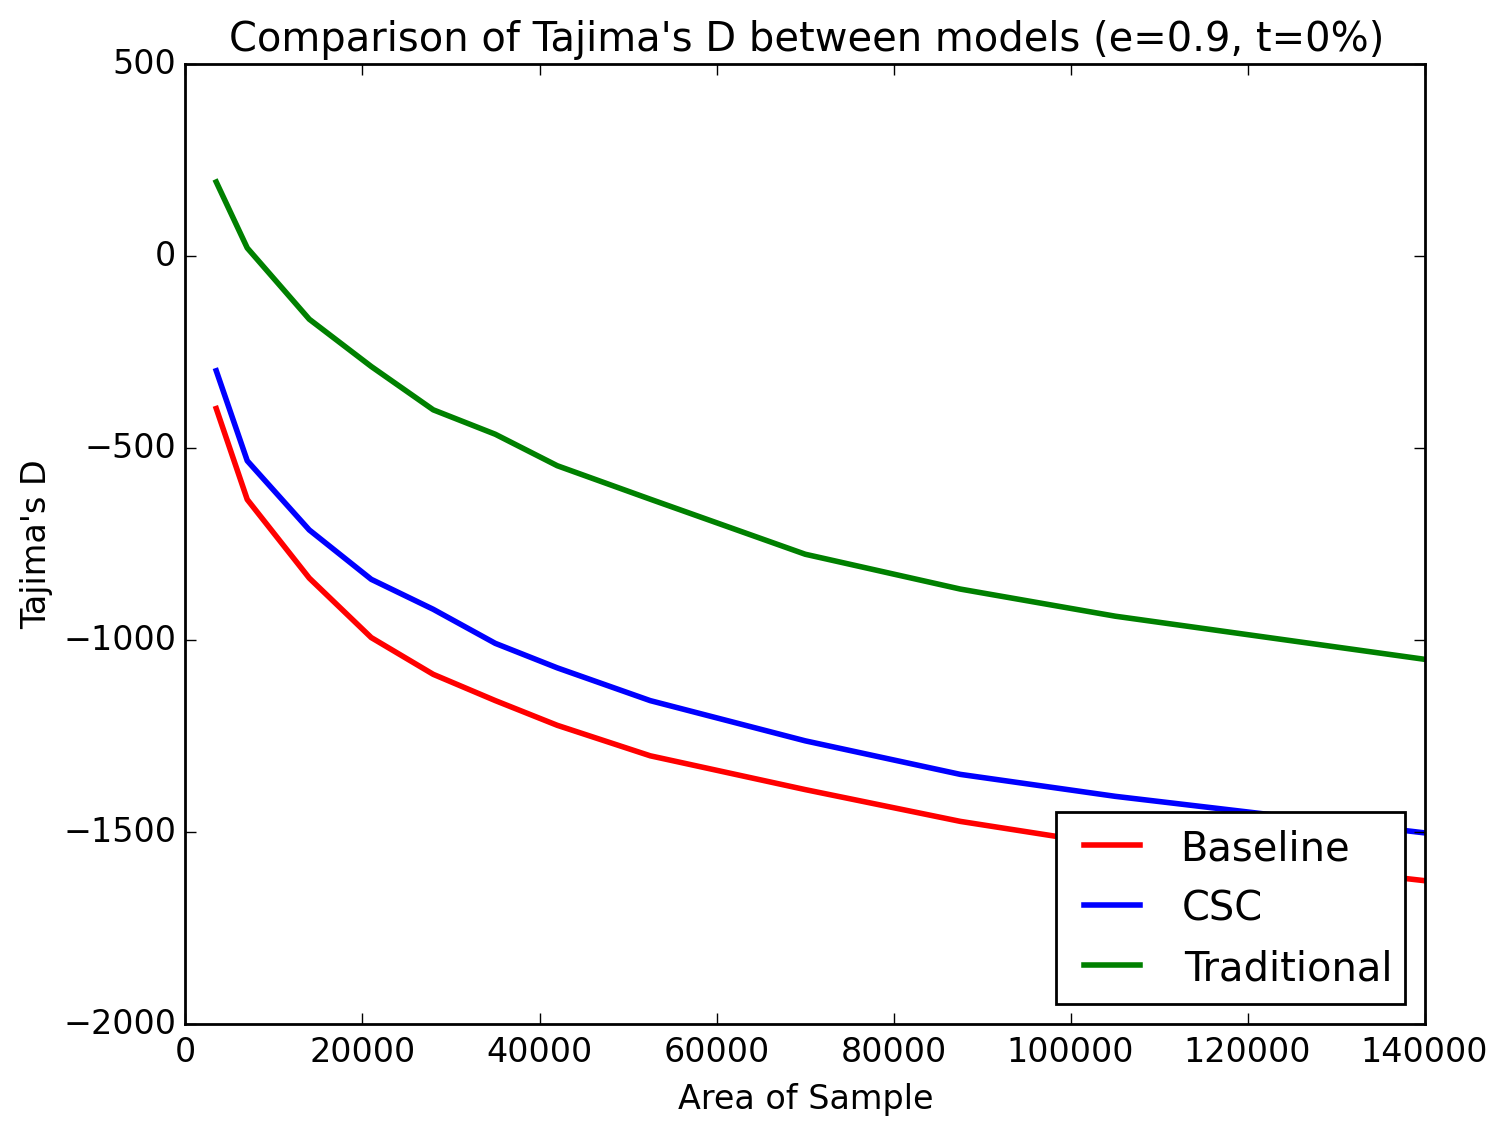 Comparison of Tajima's D between models (e=0.9, t=0%)
500
0
−500
−1000
−1500
−2000
Tajima's D
0 20000 40000 60000 80000 100000 120000 140000
Area of Sample
Baseline
CSC
Traditional